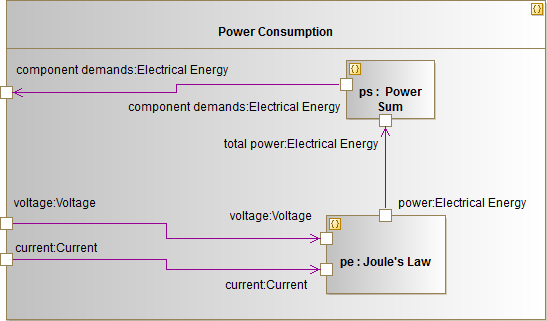 {}
Power Consumption
component demands:Electrical Energy
{}
ps : Power
Sum
component demands:Electrical Energy
total power:Electrical Energy
voltage:Voltage
power:Electrical Energy
voltage:Voltage
{}
current:Current
pe : Joule's Law
current:Current